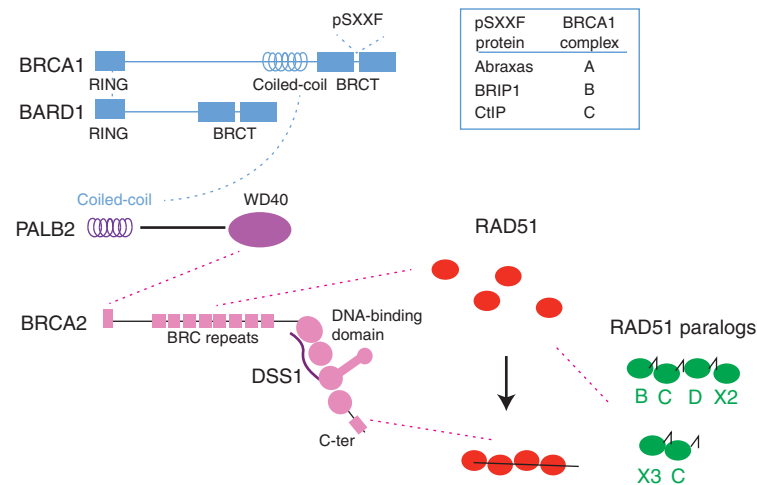 pSXXF
BRCA1
RING
Coiled-coil
BRCT
BARD1
RING
BRCT
pSXXF protein
BRCA1 complex
Abraxas A
BRIP1 B
CtIP C
Coiled-coil
WD40
PALB2
RAD51
BRCA2
BRC repeats
DNA-binding
domain
DSS1
C-ter
RAD51 paralogs
B C D X2
X3 C